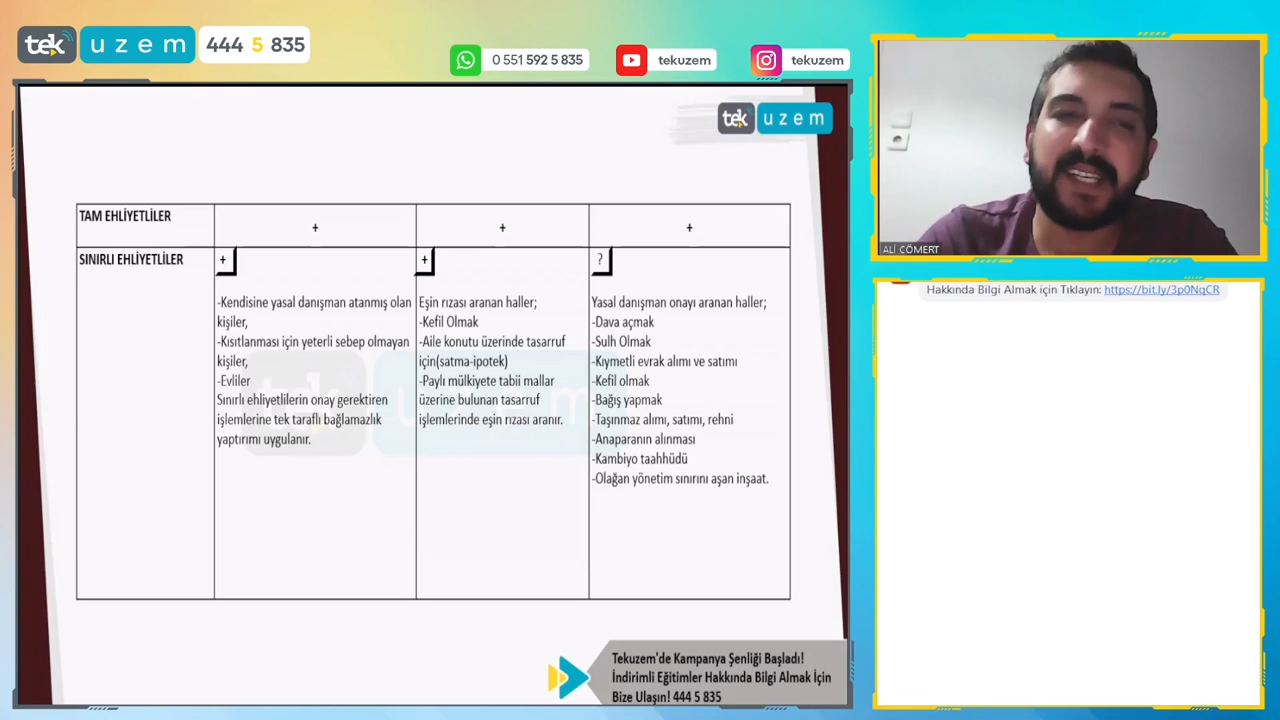 tek uzem 444 5 835
0 551 592 5 835
tekuzem
tekuzem
tek uzem
TAM EHLİYETLİLER
+
+
+
SINIRLI EHLİYETLİLER
+
-Kendisine yasal danışman atanmış olan
kişiler,
-Kısıtlanması için yeterli sebep olmayan
kişiler,
-Evliler
Sınırlı ehliyetlilerin onay gerektiren
işlemlerine tek taraflı bağlamazlık
yaptırımı uygulanır.
+
Eşin rızası aranan haller;
-Kefil Olmak
-Aile konutu üzerinde tasarruf
için(satma-ipotek)
-Paylı mülkiyete tabii mallar
üzerine bulunan tasarruf
işlemlerinde eşin rızası aranır.
?
Yasal danışman onayı aranan haller;
-Dava açmak
-Sulh Olmak
-Kıymetli evrak alımı ve satımı
-Kefil olmak
-Bağış yapmak
-Taşınmaz alımı, satımı, rehni
-Anaparanın alınması
-Kambiyo taahhüdü
-Olağan yönetim sınırını aşan inşaat.
tek uzem
Tekuzem'de Kampanya Şenliği Başladı!
İndirimli Eğitimler Hakkında Bilgi Almak İçin
Bize Ulaşın! 444 5 835
ALİ CÖMERT
Hakkında Bilgi Almak için Tıklayın: https://bit.ly/3p0NqCR